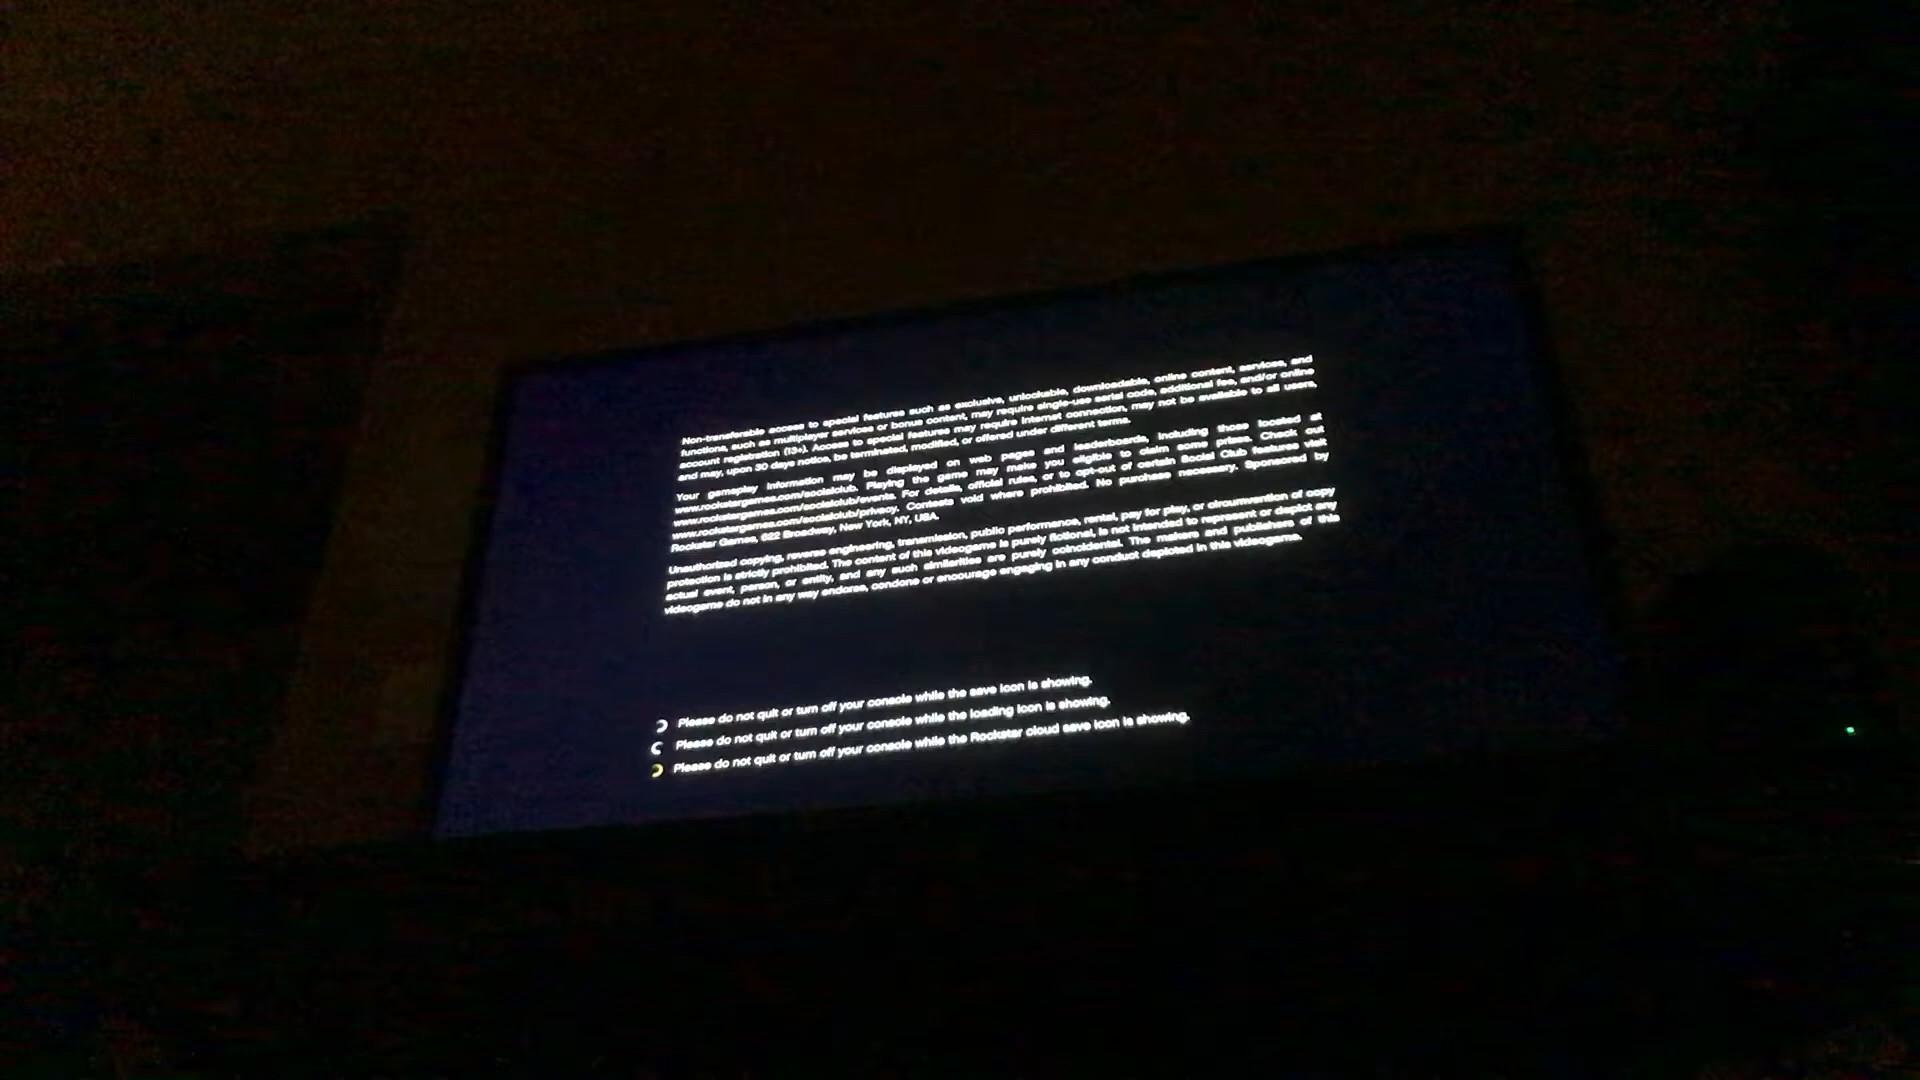 Non-transferable access to special features such as exclusive, unlockable, downloadable, online content, services, and
functions, such as multiplayer services or bonus content, may require single-use serial code, additional fee, and/or online
account registration (13+). Access to special features may require internet connection, may not be available to all users,
and may, upon 30 days notice, be terminated, modified, or offered under different terms.
Your gameplay information may be displayed on web pages and leaderboards, including those located at
www.rockstargames.com/socialclub. Playing the game may make you eligible to claim some prizes. Check out
www.rockstargames.com/socialclub/events. For details, official rules, or to opt-out of certain Social Club features visit
www.rockstargames.com/socialclub/privacy. Contests void where prohibited. No purchase necessary. Sponsored by
Rockstar Games, 622 Broadway, New York, NY, USA.
Unauthorized copying, reverse engineering, transmission, public performance, rental, pay for play, or circumvention of copy
protection is strictly prohibited. The content of this videogame is purely fictional, is not intended to represent or depict any
actual event, person, or entity, and any such similarities are purely coincidental. The makers and publishers of this
videogame do not in any way endorse, condone or encourage engaging in any conduct depicted in this videogame.
Please do not quit or turn off your console while the save icon is showing.
Please do not quit or turn off your console while the loading icon is showing.
Please do not quit or turn off your console while the Rockstar cloud save icon is showing.